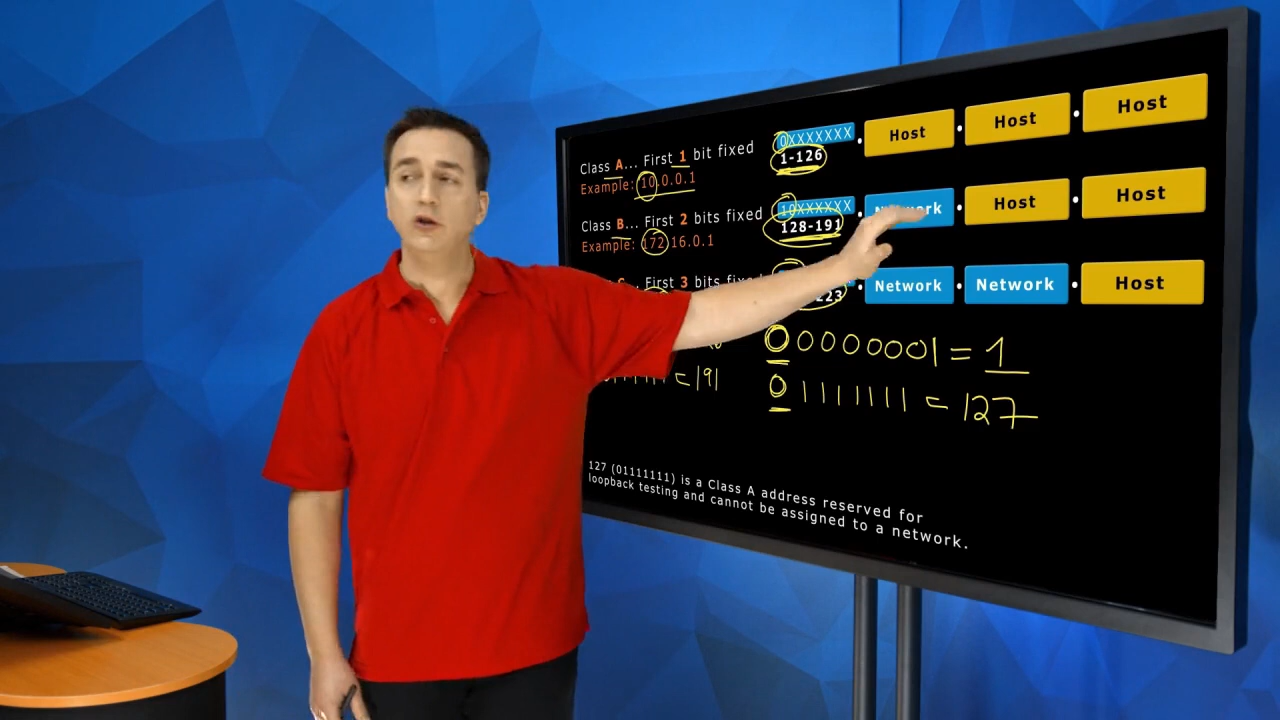 Class A... First 1 bit fixed 0XXXXXXX Host . Host . Host
Example: 10.0.0.1 1-126
Class B... First 2 bits fixed 10XXXXXX . Network . Host . Host
Example: 172.16.0.1 128-191
First 3 bits fixed Network . Network . Host
223
00000001 = 1
= 191 01111111 = 127
127 (01111111) is a Class A address reserved for
loopback testing and cannot be assigned to a network.